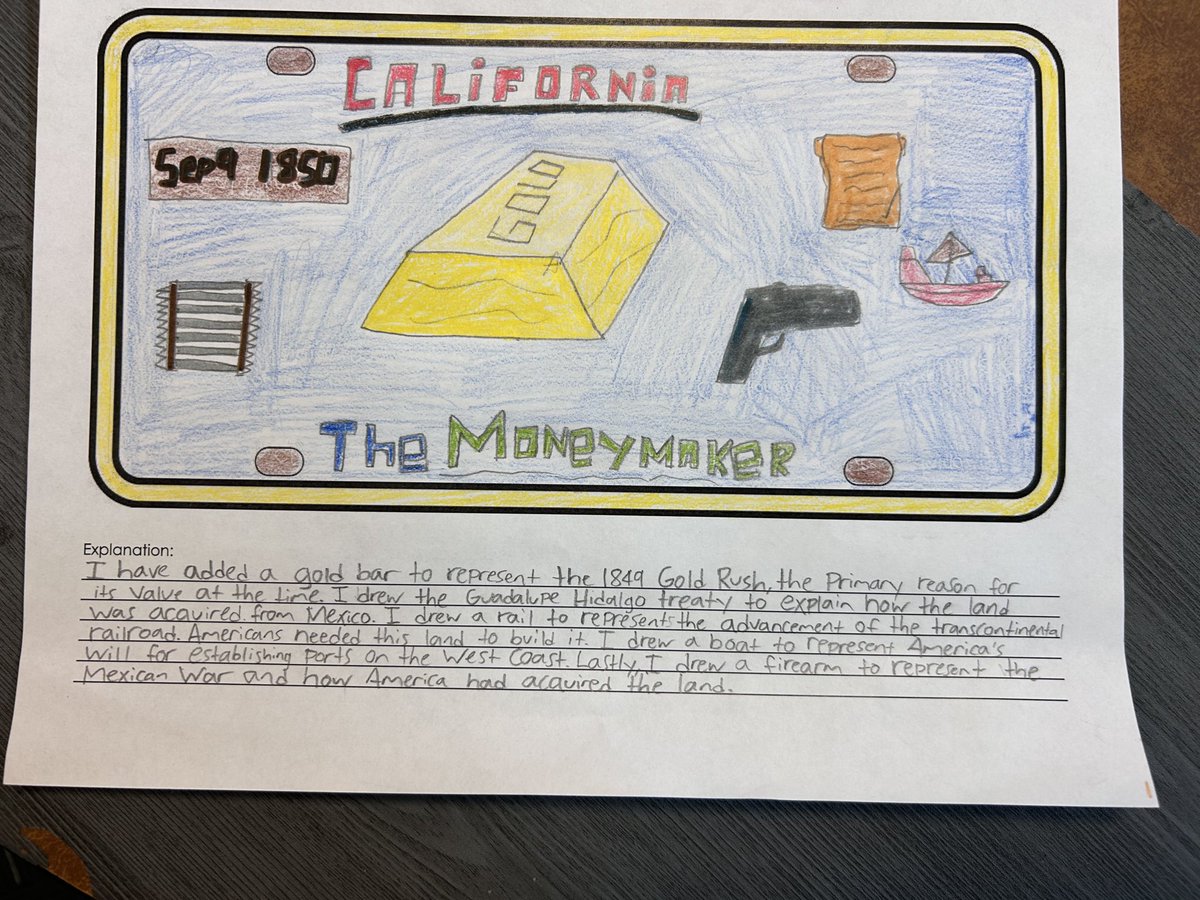 CALiFORNiA
Sep 9 1850
GOLD
The MoneymAKeR
Explanation:
I have added a gold bar to represent the 1849 Gold Rush, the Primary reason for
its value at the time. I drew the Guadalupe Hidalgo treaty to explain how the land
was acquired from Mexico. I drew a rail to represents the advancement of the transcontinental
railroad. Americans needed this land to build it. I drew a boat to represent America's
Will for establishing ports on the West Coast. Lastly, I drew a firearm to represent the
Mexican War and how America had acquired the land.